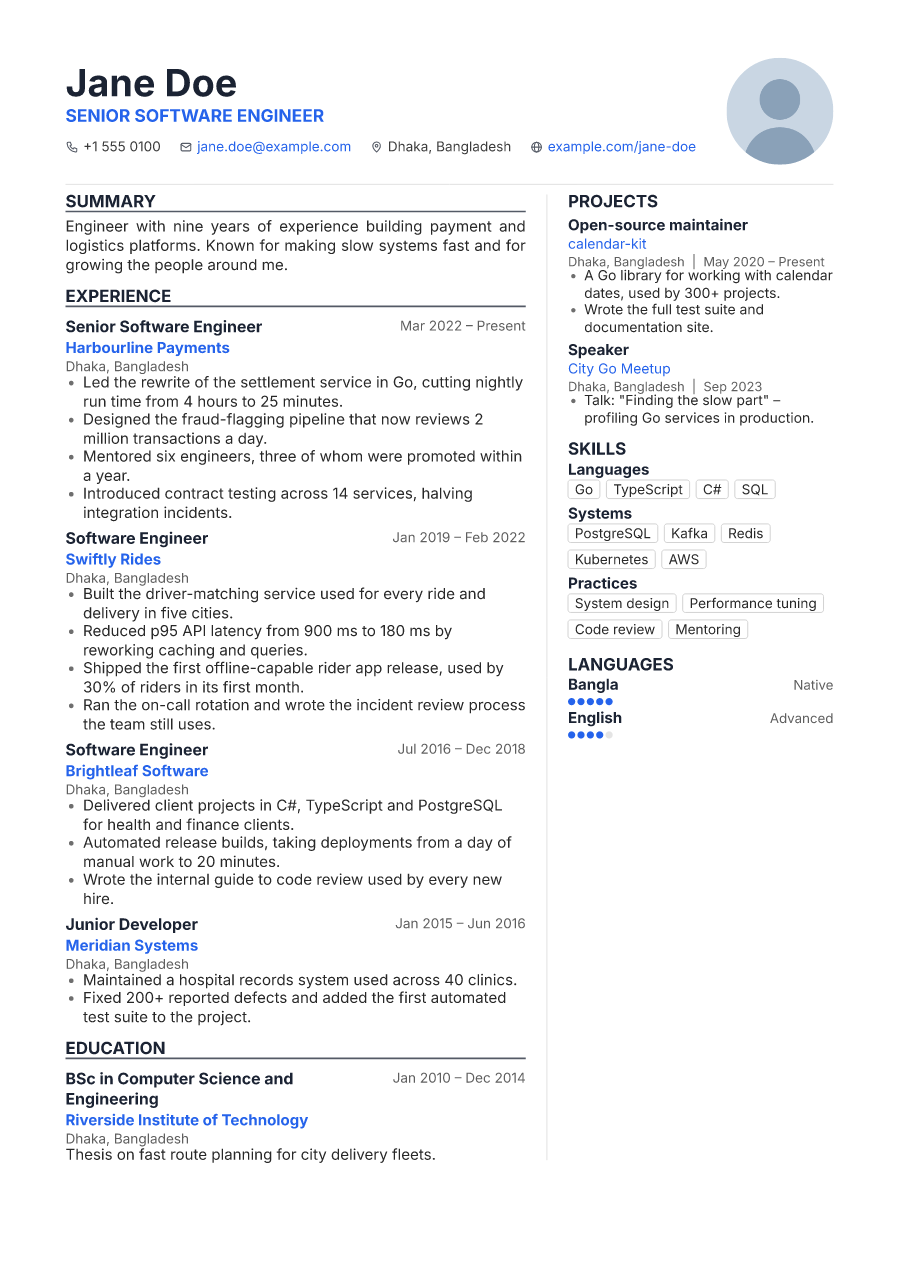 Jane Doe
SENIOR SOFTWARE ENGINEER
+1 555 0100 jane.doe@example.com Dhaka, Bangladesh example.com/jane-doe
SUMMARY
Engineer with nine years of experience building payment and
logistics platforms. Known for making slow systems fast and for
growing the people around me.
EXPERIENCE
Senior Software Engineer Mar 2022 – Present
Harbourline Payments
Dhaka, Bangladesh
• Led the rewrite of the settlement service in Go, cutting nightly
run time from 4 hours to 25 minutes.
• Designed the fraud-flagging pipeline that now reviews 2
million transactions a day.
• Mentored six engineers, three of whom were promoted within
a year.
• Introduced contract testing across 14 services, halving
integration incidents.
Software Engineer Jan 2019 – Feb 2022
Swiftly Rides
Dhaka, Bangladesh
• Built the driver-matching service used for every ride and
delivery in five cities.
• Reduced p95 API latency from 900 ms to 180 ms by
reworking caching and queries.
• Shipped the first offline-capable rider app release, used by
30% of riders in its first month.
• Ran the on-call rotation and wrote the incident review process
the team still uses.
Software Engineer Jul 2016 – Dec 2018
Brightleaf Software
Dhaka, Bangladesh
• Delivered client projects in C#, TypeScript and PostgreSQL
for health and finance clients.
• Automated release builds, taking deployments from a day of
manual work to 20 minutes.
• Wrote the internal guide to code review used by every new
hire.
Junior Developer Jan 2015 – Jun 2016
Meridian Systems
Dhaka, Bangladesh
• Maintained a hospital records system used across 40 clinics.
• Fixed 200+ reported defects and added the first automated
test suite to the project.
EDUCATION
BSc in Computer Science and Jan 2010 – Dec 2014
Engineering
Riverside Institute of Technology
Dhaka, Bangladesh
Thesis on fast route planning for city delivery fleets.
PROJECTS
Open-source maintainer
calendar-kit
Dhaka, Bangladesh | May 2020 – Present
• A Go library for working with calendar
dates, used by 300+ projects.
• Wrote the full test suite and
documentation site.
Speaker
City Go Meetup
Dhaka, Bangladesh | Sep 2023
• Talk: "Finding the slow part" –
profiling Go services in production.
SKILLS
Languages
Go TypeScript C# SQL
Systems
PostgreSQL Kafka Redis
Kubernetes AWS
Practices
System design Performance tuning
Code review Mentoring
LANGUAGES
Bangla Native
English Advanced